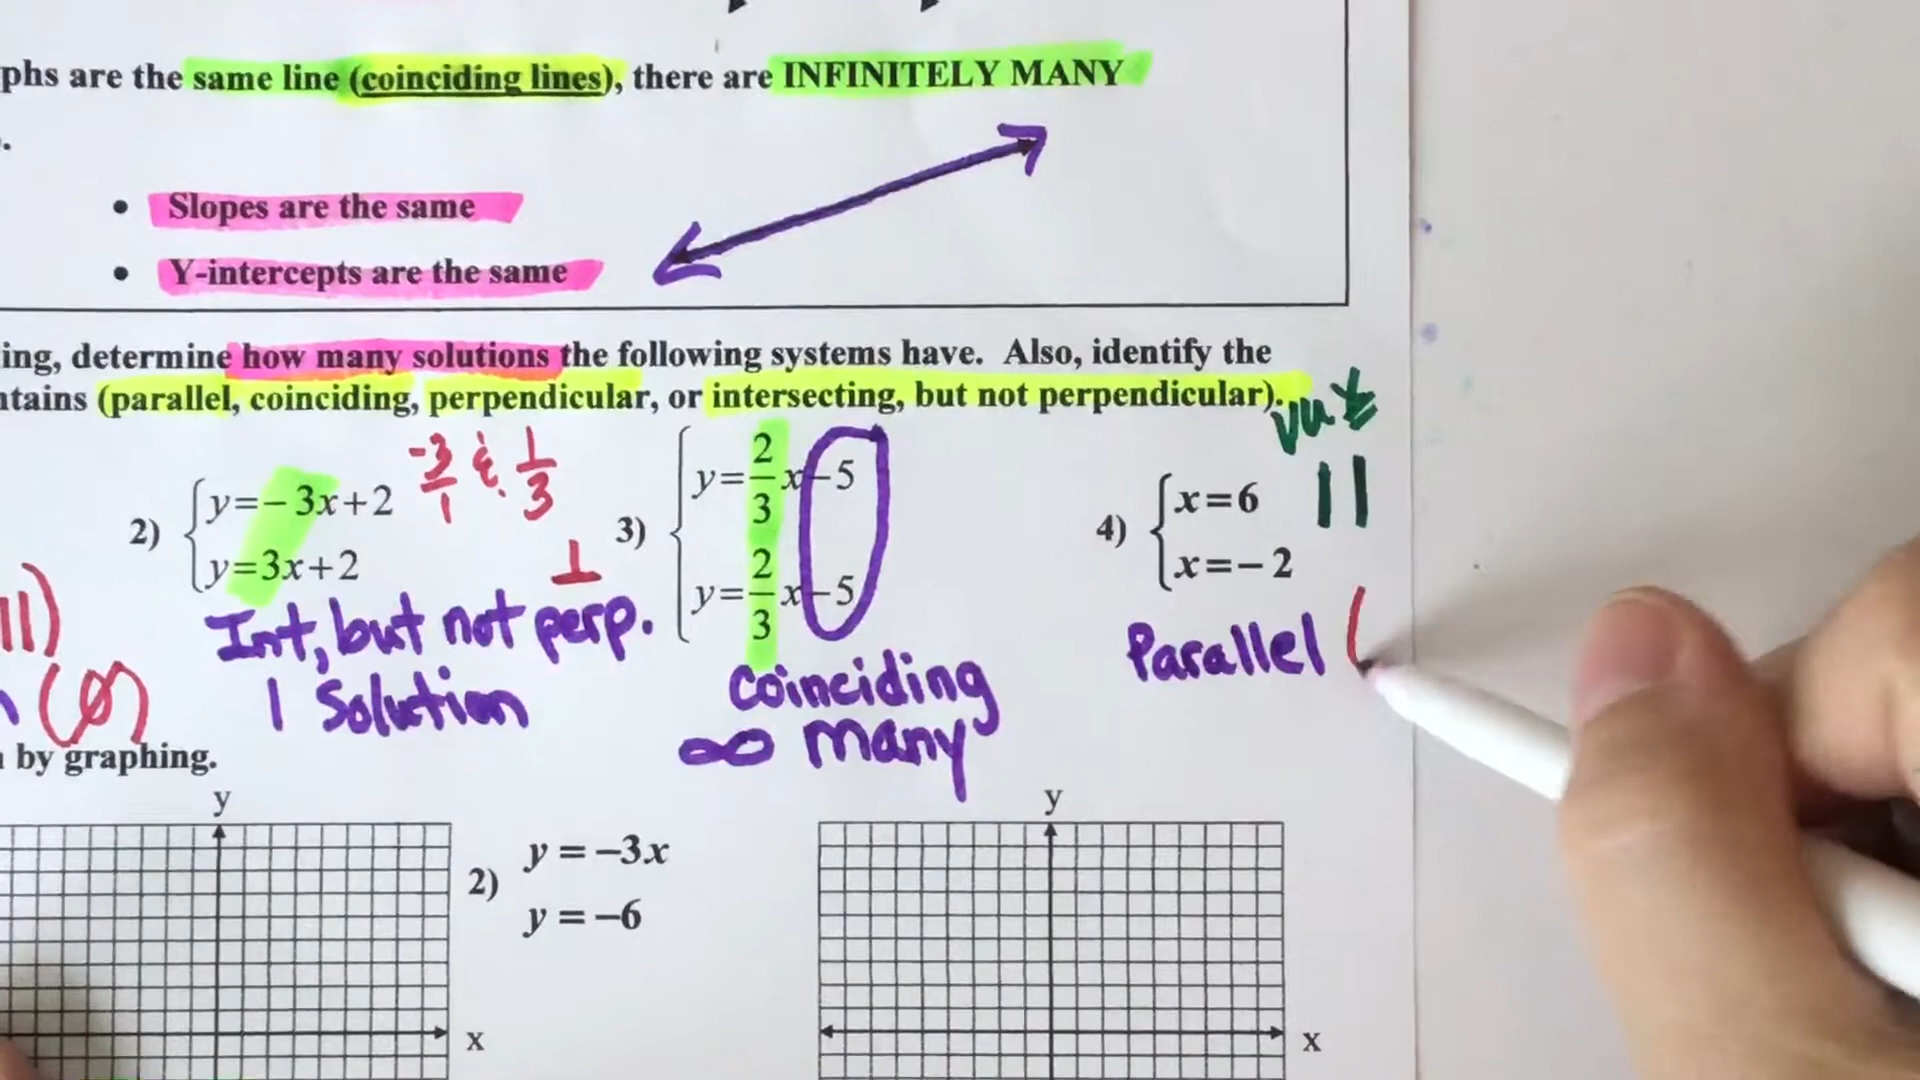 phs are the same line (coinciding lines), there are INFINITELY MANY
.
• Slopes are the same
• Y-intercepts are the same
ing, determine how many solutions the following systems have. Also, identify the
ntains (parallel, coinciding, perpendicular, or intersecting, but not perpendicular).
2) y=-3x+2
y=3x+2
-3/1 & 1/3
⊥
Int, but not perp.
1 Solution
3) y=2/3x-5
y=2/3x-5
Coinciding
∞ many
VUX
4) x=6
x=-2
||
Parallel (
||)
(Ø)
by graphing.
y
x
2) y=-3x
y=-6
y
x